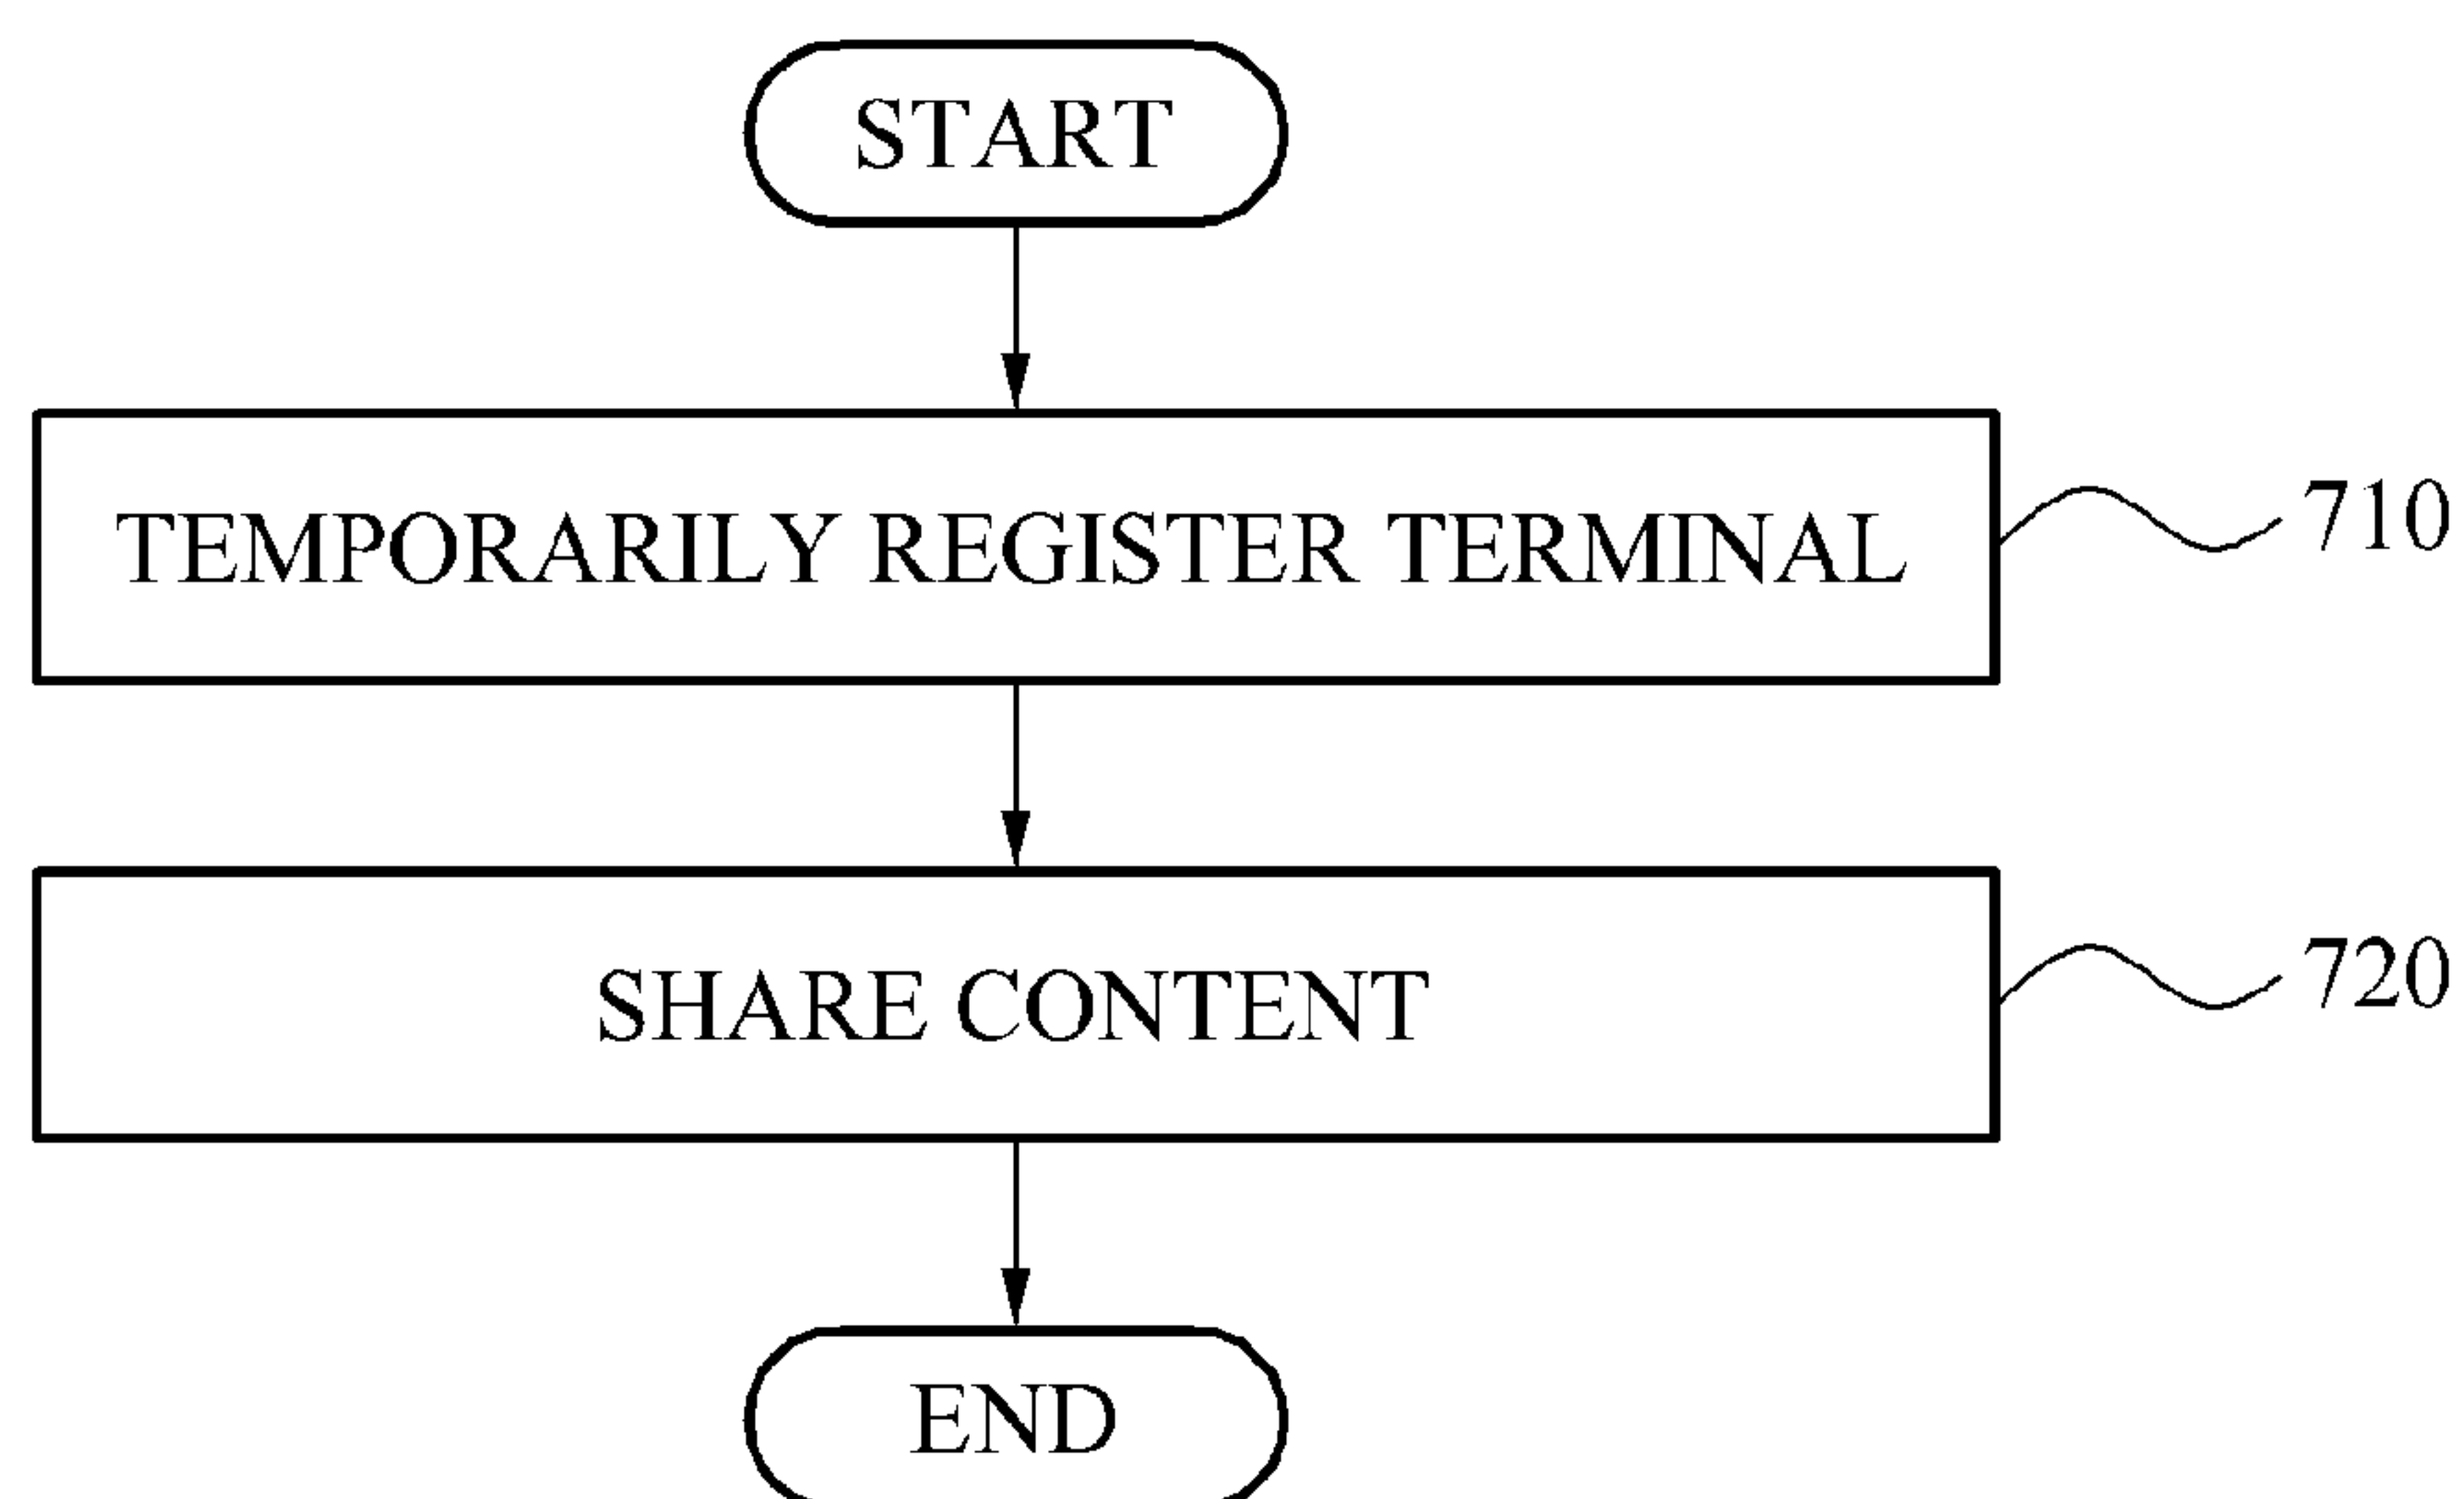 START
TEMPORARILY REGISTER TERMINAL
710
SHARE CONTENT
720
END